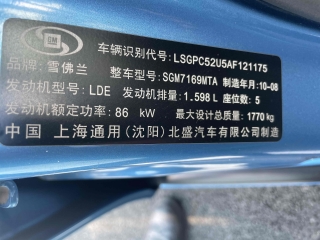 GM
车辆识别代号: LSGPC52U5AF121175
品牌: 雪佛兰 整车型号: SGM7169MTA 制造年月: 10-08
发动机型号: LDE 发动机排量: 1.598 L 座位数: 5
发动机额定功率: 86 kW 最大设计总质量: 1770 kg
中国 上海通用(沈阳)北盛汽车有限公司制造